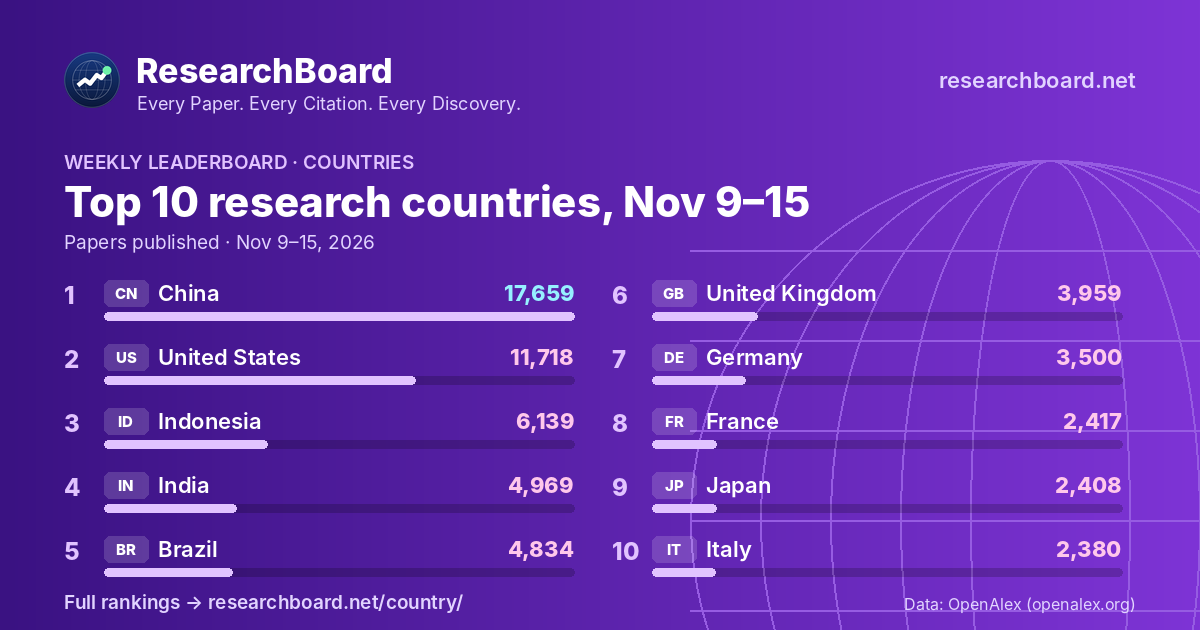 ResearchBoard
Every Paper. Every Citation. Every Discovery.
researchboard.net
WEEKLY LEADERBOARD · COUNTRIES
Top 10 research countries, Nov 9–15
Papers published · Nov 9–15, 2026
1 CN China 17,659
2 US United States 11,718
3 ID Indonesia 6,139
4 IN India 4,969
5 BR Brazil 4,834
6 GB United Kingdom 3,959
7 DE Germany 3,500
8 FR France 2,417
9 JP Japan 2,408
10 IT Italy 2,380
Full rankings → researchboard.net/country/
Data: OpenAlex (openalex.org)